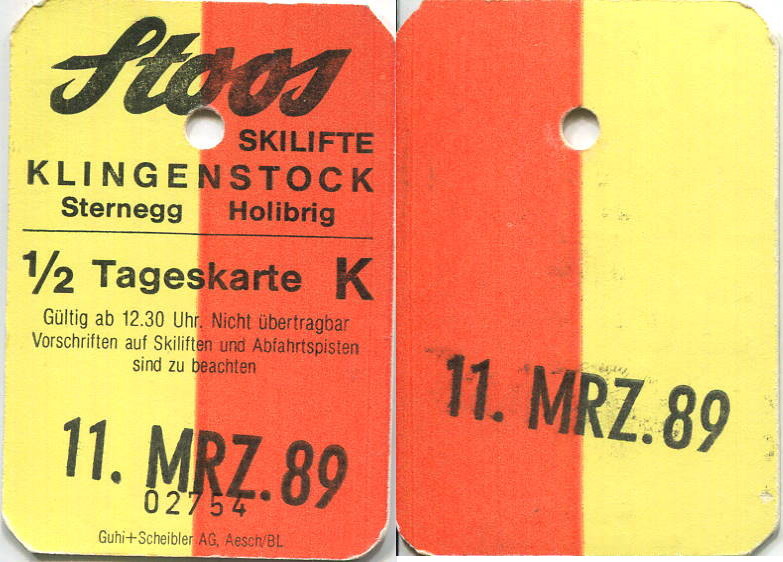 Stoos
SKILIFTE
KLINGENSTOCK
Sternegg Holibrig
1/2 Tageskarte K
Gültig ab 12.30 Uhr. Nicht übertragbar
Vorschriften auf Skiliften und Abfahrtspisten
sind zu beachten
11. MRZ. 89
02754
Guhl+Scheibler AG, Aesch/BL
11. MRZ. 89